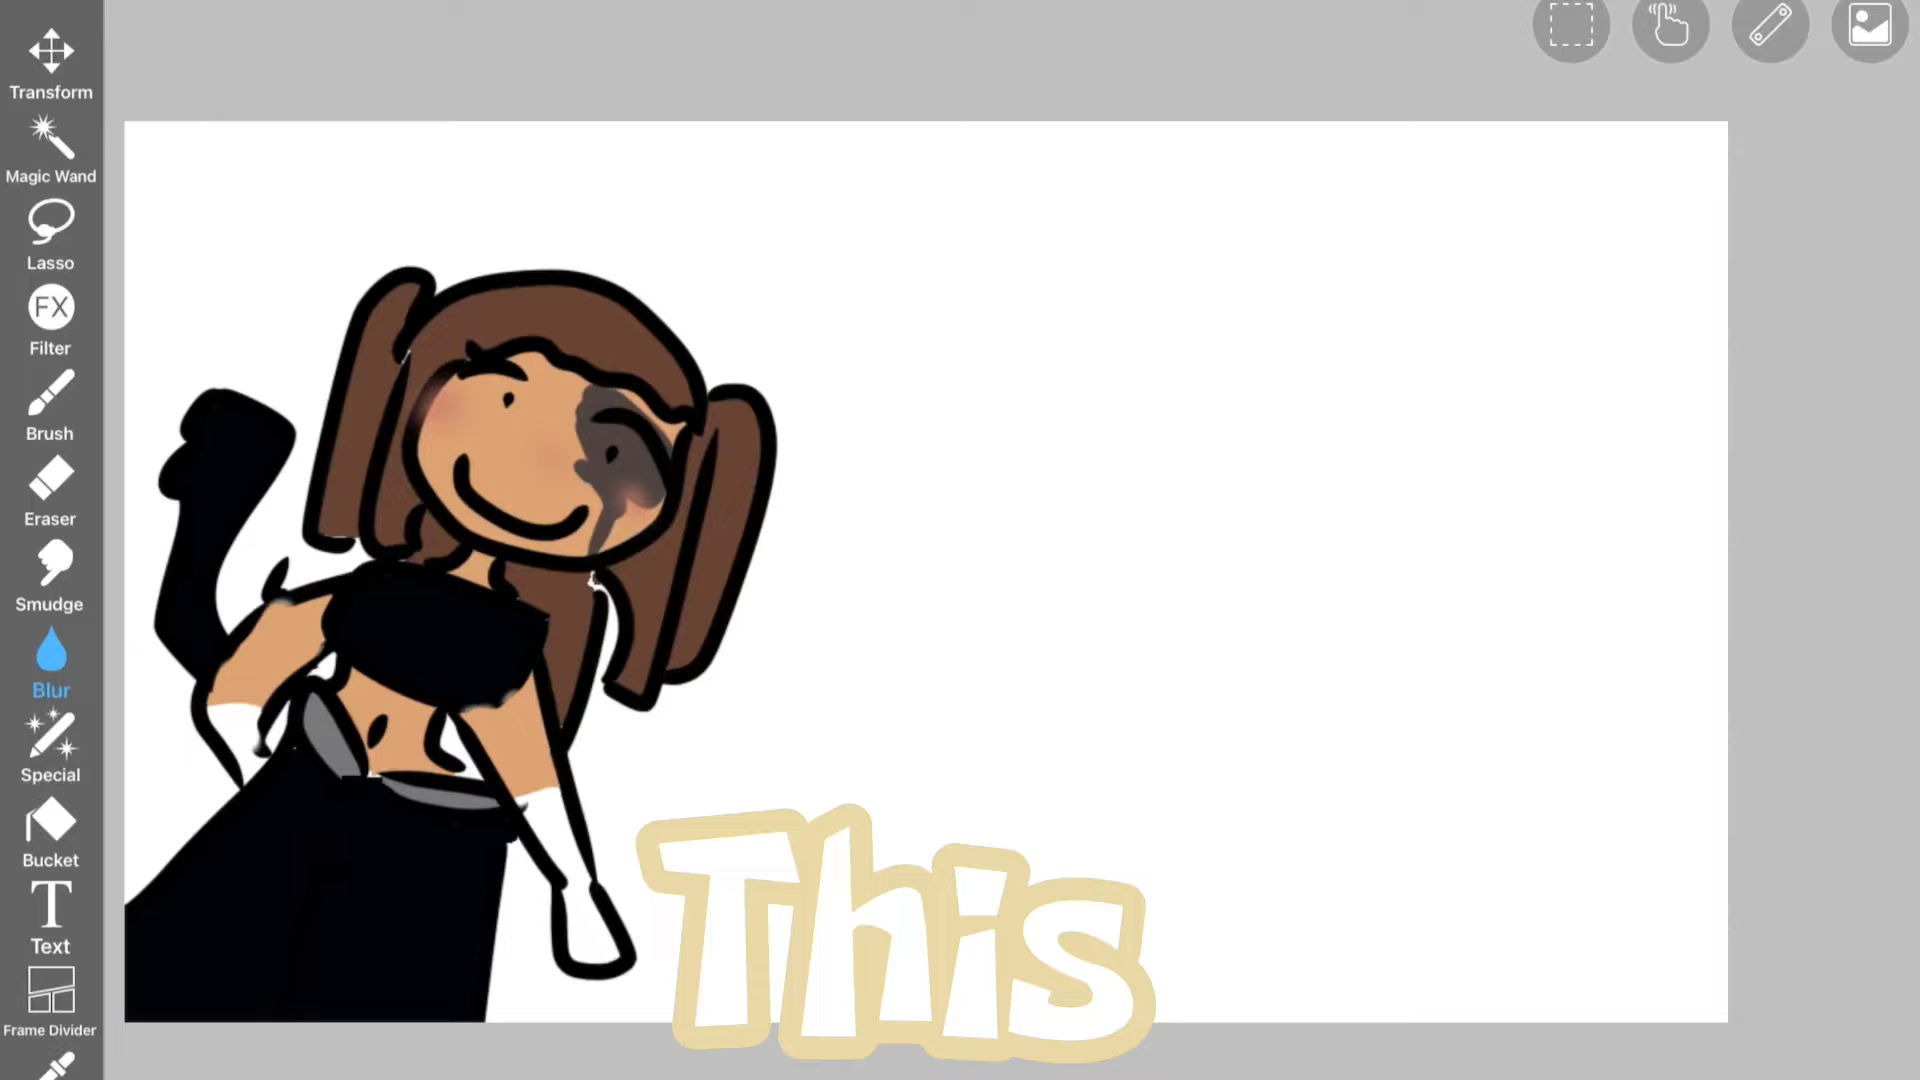 Transform
Magic Wand
Lasso
FX
Filter
Brush
Eraser
Smudge
Blur
Special
Bucket
T
Text
Frame Divider
This